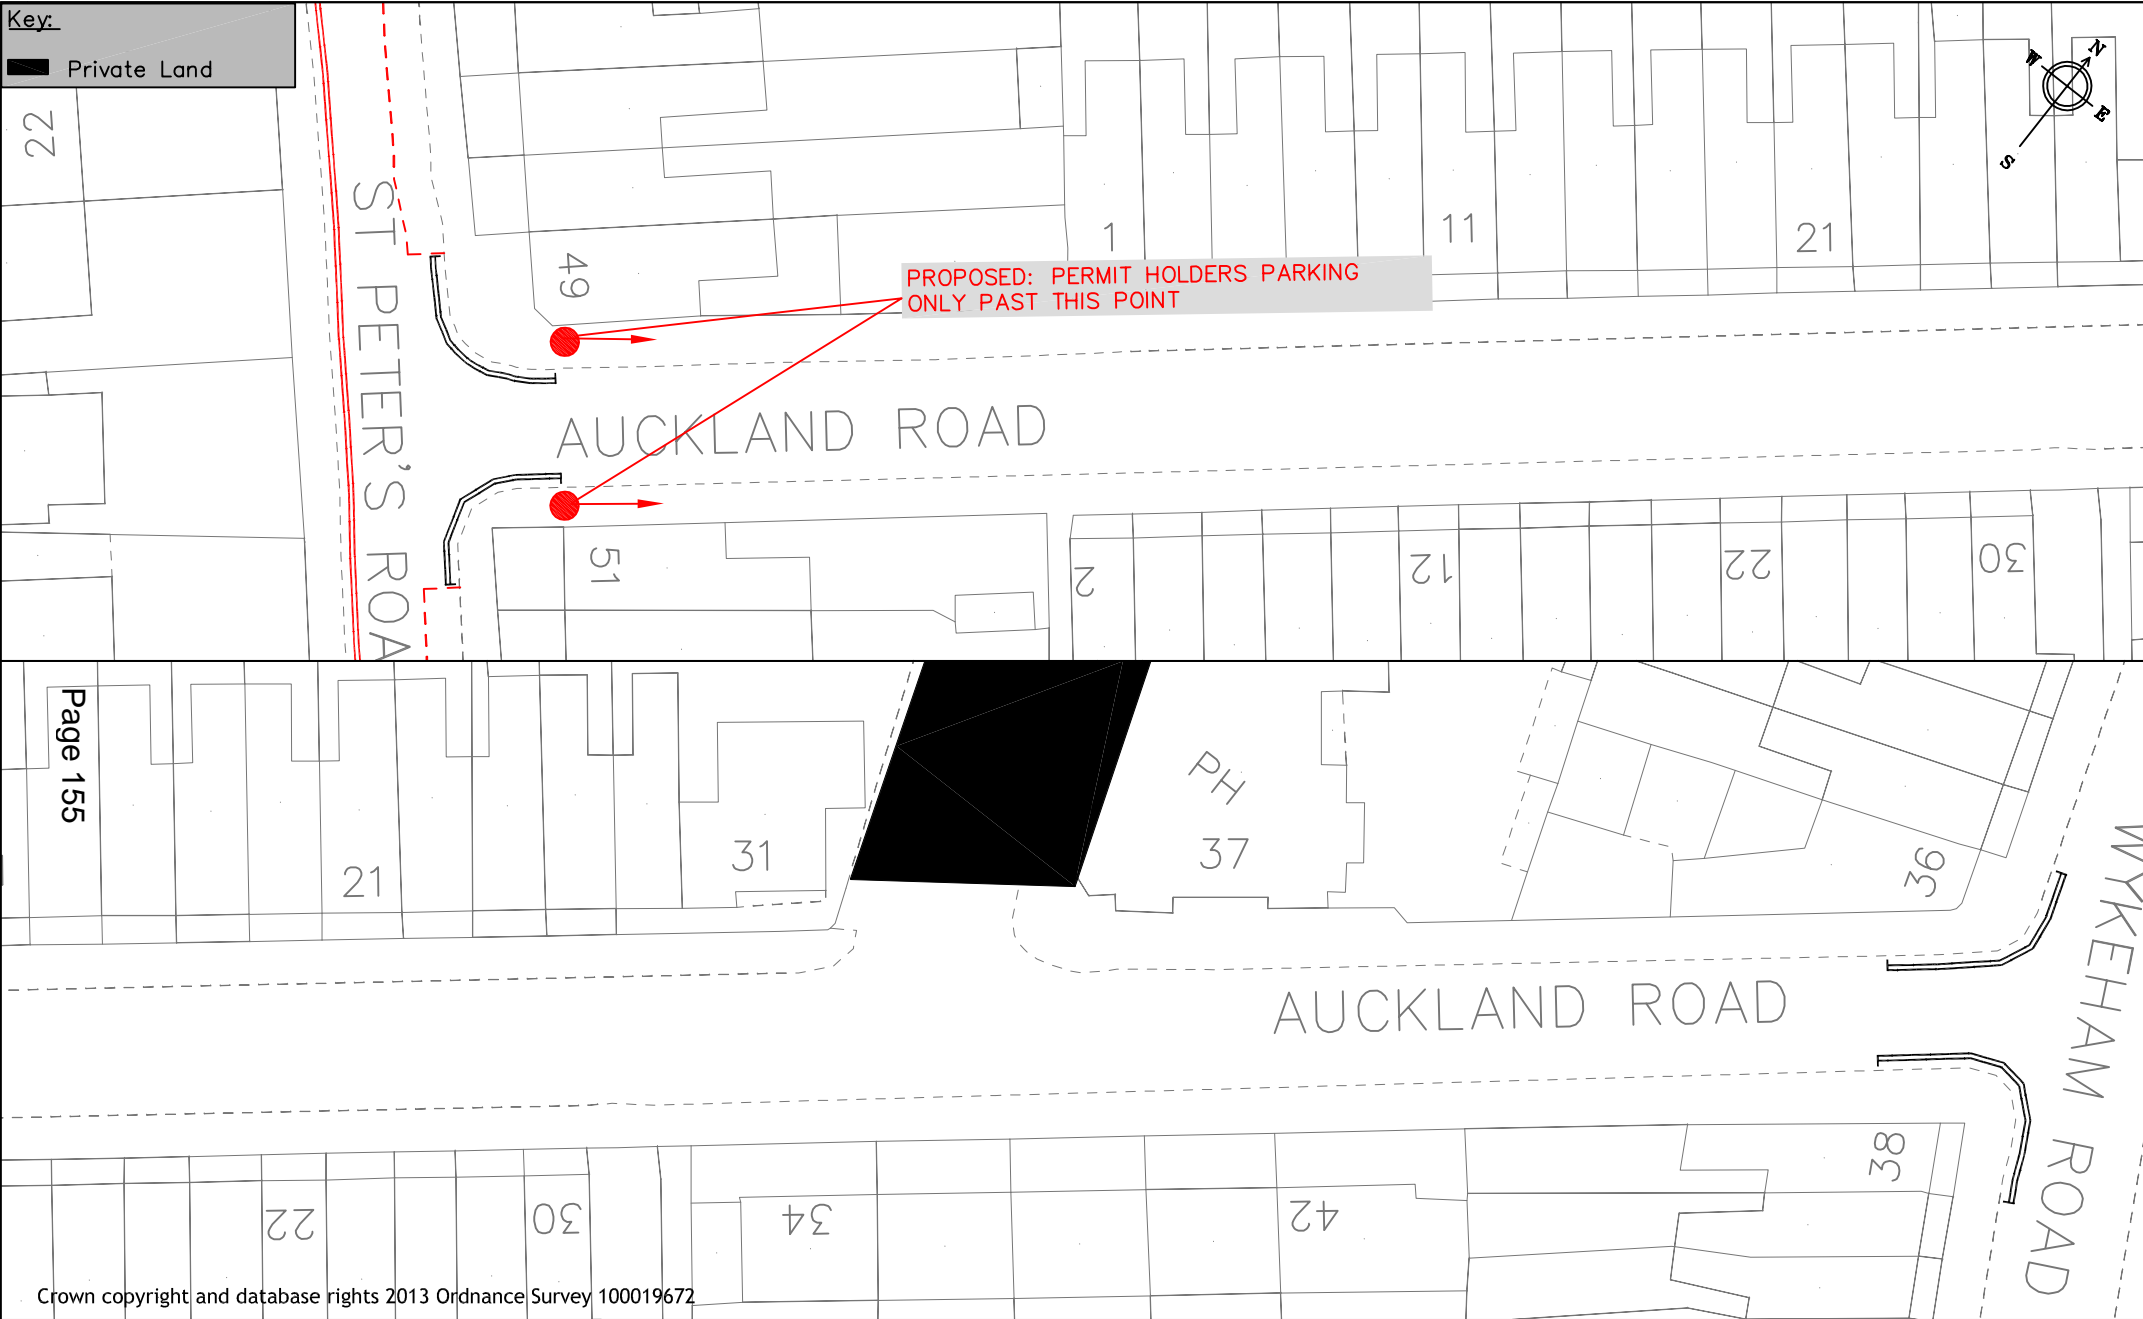 Key:
Private Land
22
ST PETER'S ROA
49
1
11
21
N
W
E
S
PROPOSED: PERMIT HOLDERS PARKING
ONLY PAST THIS POINT
AUCKLAND ROAD
51
2
12
22
30
Page 155
21
31
PH
37
36
WYKEHAM ROAD
AUCKLAND ROAD
22
30
34
42
38
Crown copyright and database rights 2013 Ordnance Survey 100019672